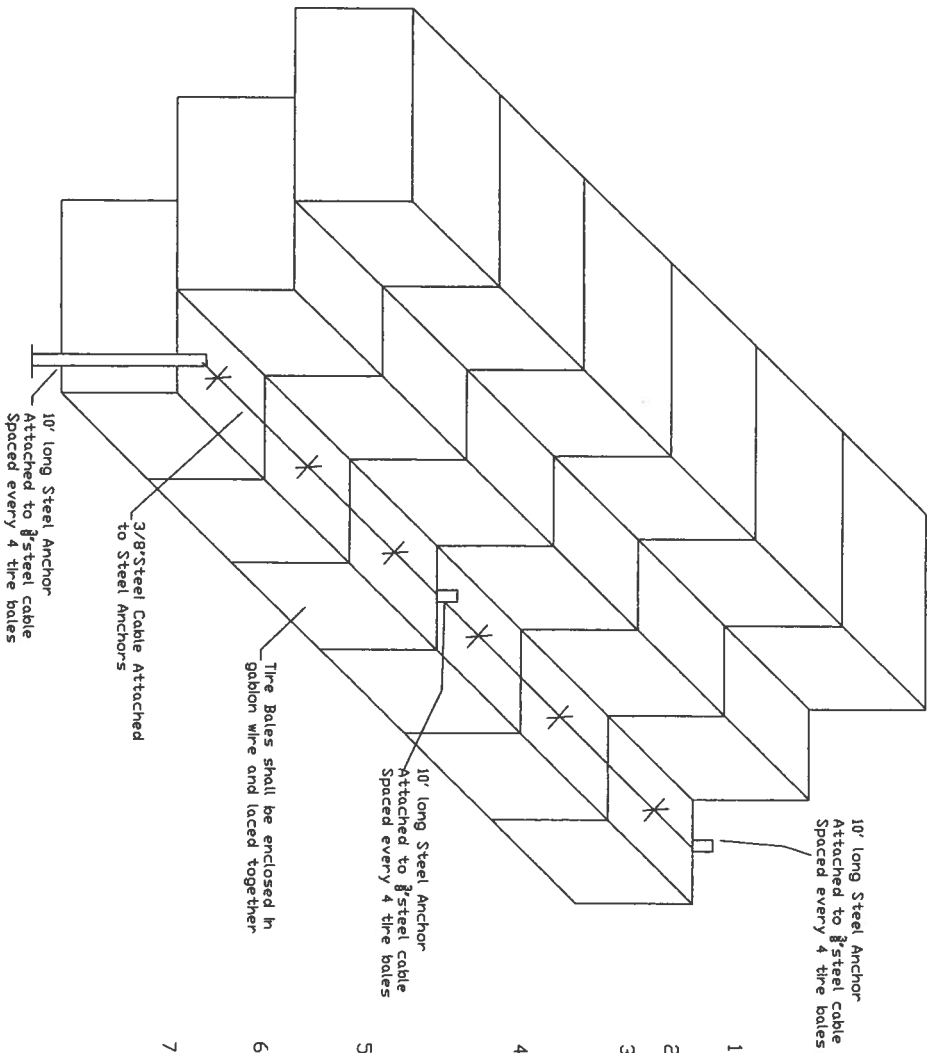 10' long Steel Anchor
Attached to ⅜"steel cable
Spaced every 4 tire bales
10' long Steel Anchor
Attached to ⅜"steel cable
Spaced every 4 tire bales
Tire Bales shall be enclosed in
gabion wire and laced together
3/8"Steel Cable Attached
to Steel Anchors
10' long Steel Anchor
Attached to ⅜"steel cable
Spaced every 4 tire bales
1
2
3
4
5
6
7